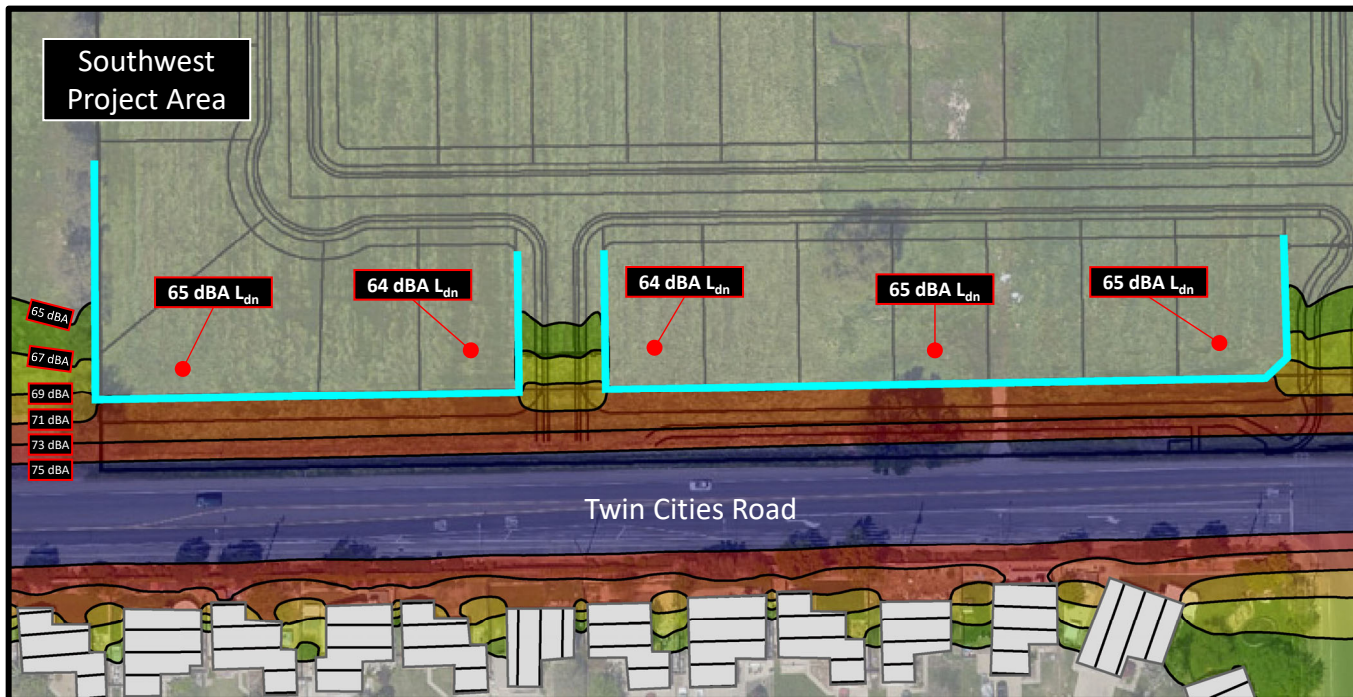 Southwest
Project Area
65 dBA Ldn
64 dBA Ldn
64 dBA Ldn
65 dBA Ldn
65 dBA Ldn
65 dBA
67 dBA
69 dBA
71 dBA
73 dBA
75 dBA
Twin Cities Road